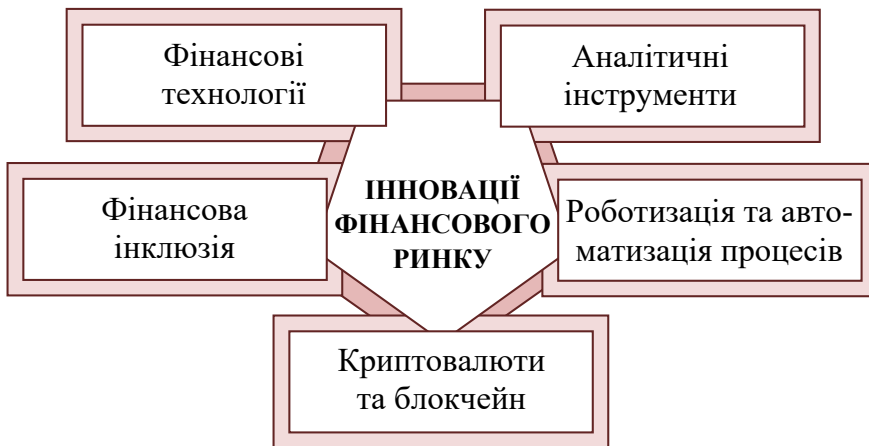 Фінансові
технології
Аналітичні
інструменти
ІННОВАЦІЇ
ФІНАНСОВОГО
РИНКУ
Фінансова
інклюзія
Роботизація та авто-
матизація процесів
Криптовалюти
та блокчейн